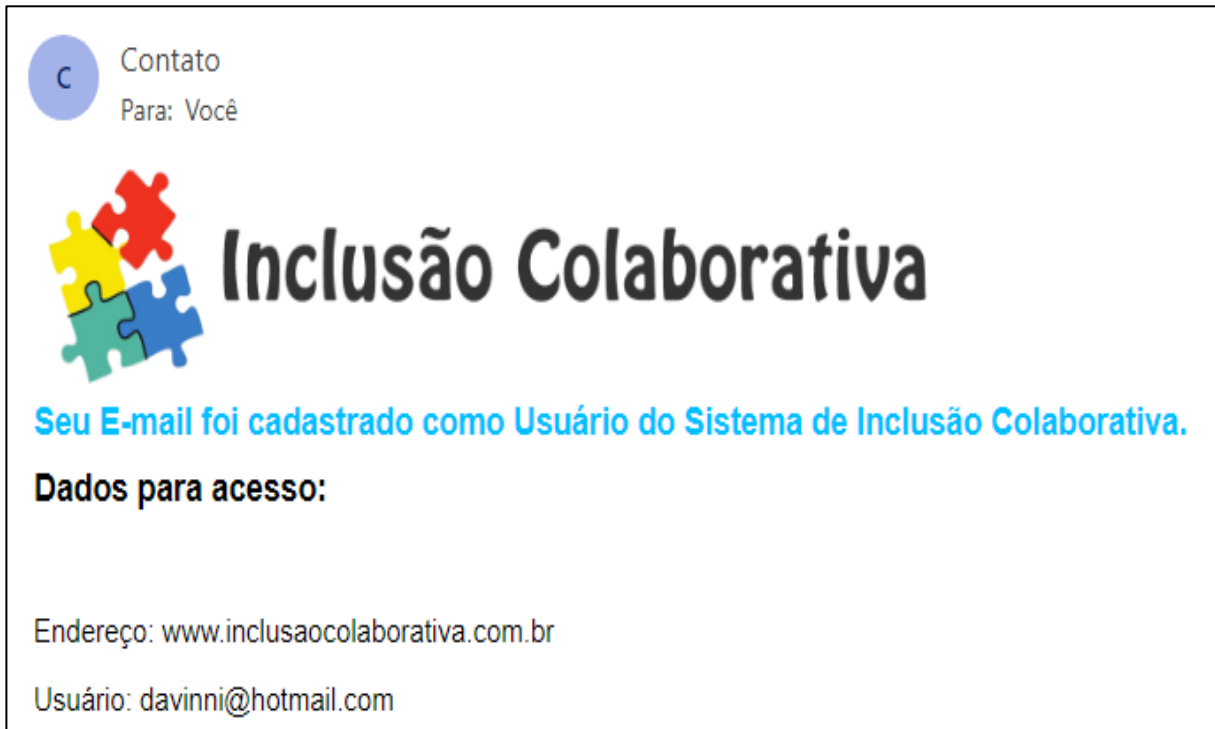 C
Contato
Para: Você
Inclusão Colaborativa
Seu E-mail foi cadastrado como Usuário do Sistema de Inclusão Colaborativa.
Dados para acesso:
Endereço: www.inclusaocolaborativa.com.br
Usuário: davinni@hotmail.com